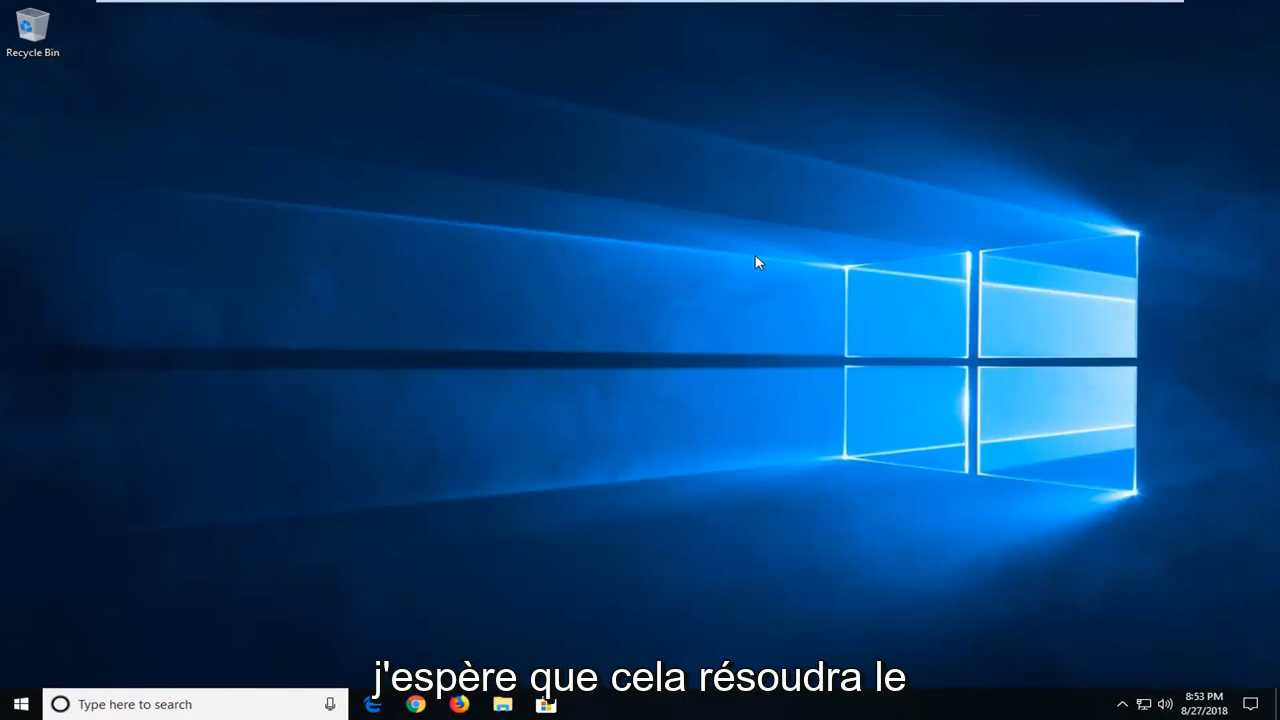 Recycle Bin
j'espère que cela résoudra le
Type here to search
8:53 PM
8/27/2018